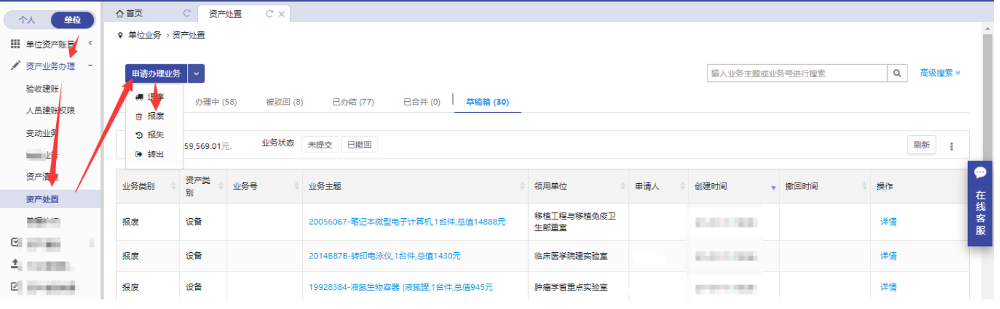 个人 单位
首页 资产处置
单位业务 › 资产处置
单位资产账目
资产业务办理
验收建账
人员建账权限
变动业务
业务
资产清查
资产处置
申请办理业务
输入业务主题或业务号进行搜索
高级搜索
退库
报废
报失
转出
办理中 (58) 被驳回 (8) 已办结 (77) 已合并 (0) 草稿箱 (30)
59,569.01元. 业务状态 未提交 已撤回 刷新
业务类别 资产类别 业务号 业务主题 领用单位 申请人 创建时间 撤回时间 操作
报废 设备 20056067-笔记本微型电子计算机,1台件,总值14888元 移植工程与移植免疫卫生部重室 详情
报废 设备 2014B87B-转印电泳仪,1台件,总值1430元 临床医学院建实验室 详情
报废 设备 19928384-液氮生物容器 (液氮罐,1台件,总值945元 肿瘤学省重点实验室 详情
在线客服